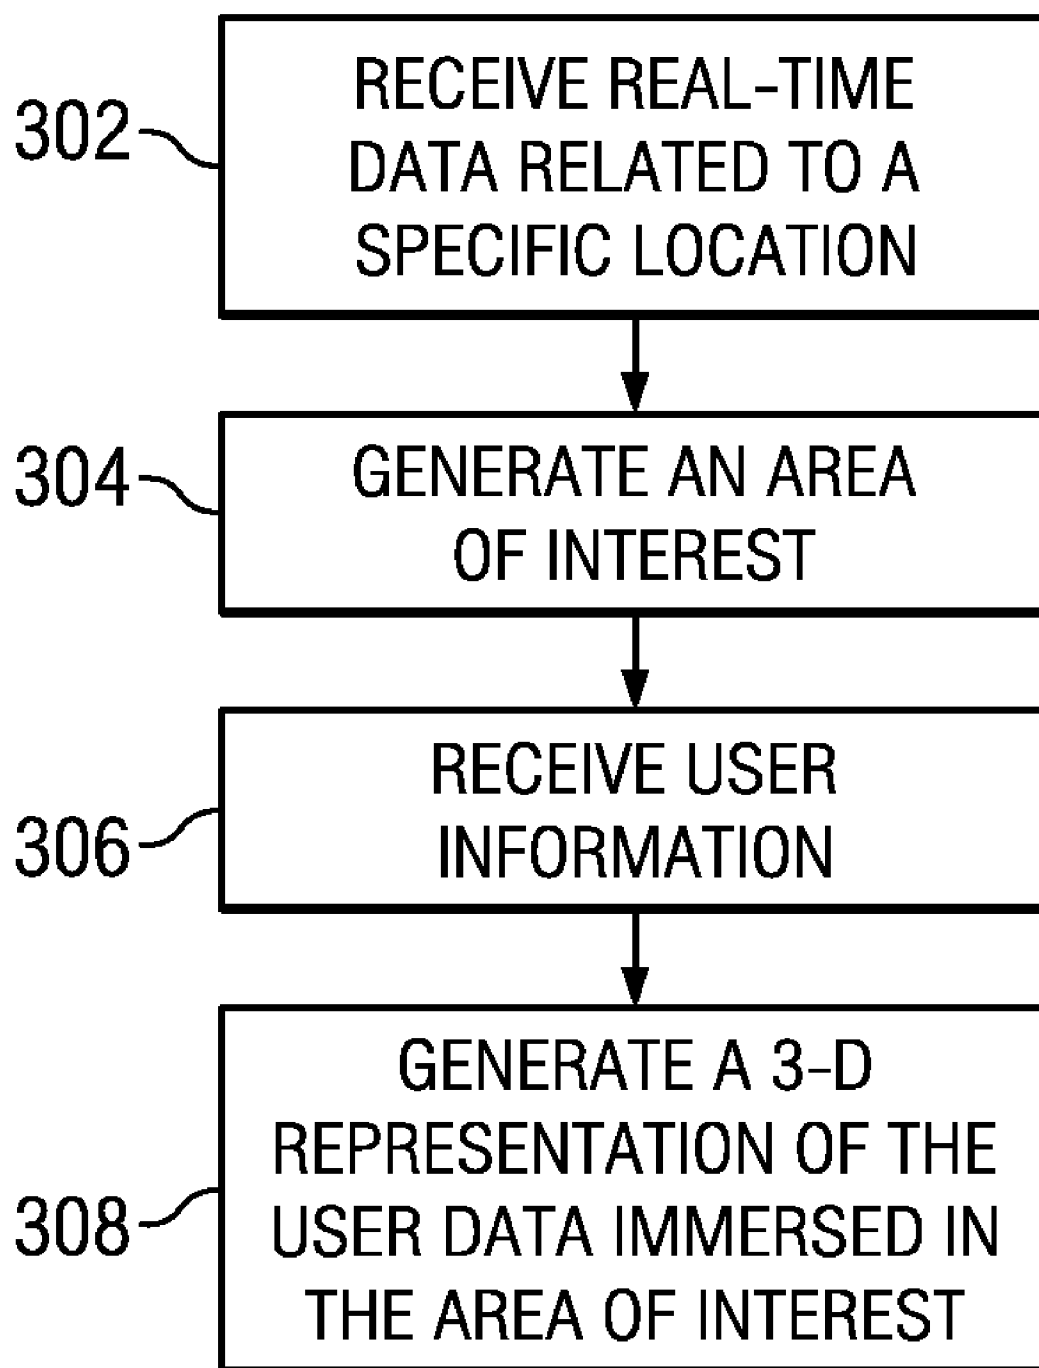 302
RECEIVE REAL-TIME
DATA RELATED TO A
SPECIFIC LOCATION
304
GENERATE AN AREA
OF INTEREST
306
RECEIVE USER
INFORMATION
308
GENERATE A 3-D
REPRESENTATION OF THE
USER DATA IMMERSED IN
THE AREA OF INTEREST